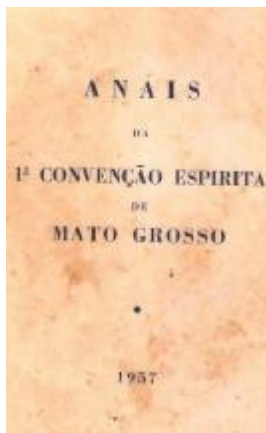 ANAIS
DA
1ª CONVENÇÃO ESPIRITA
DE
MATO GROSSO
1957